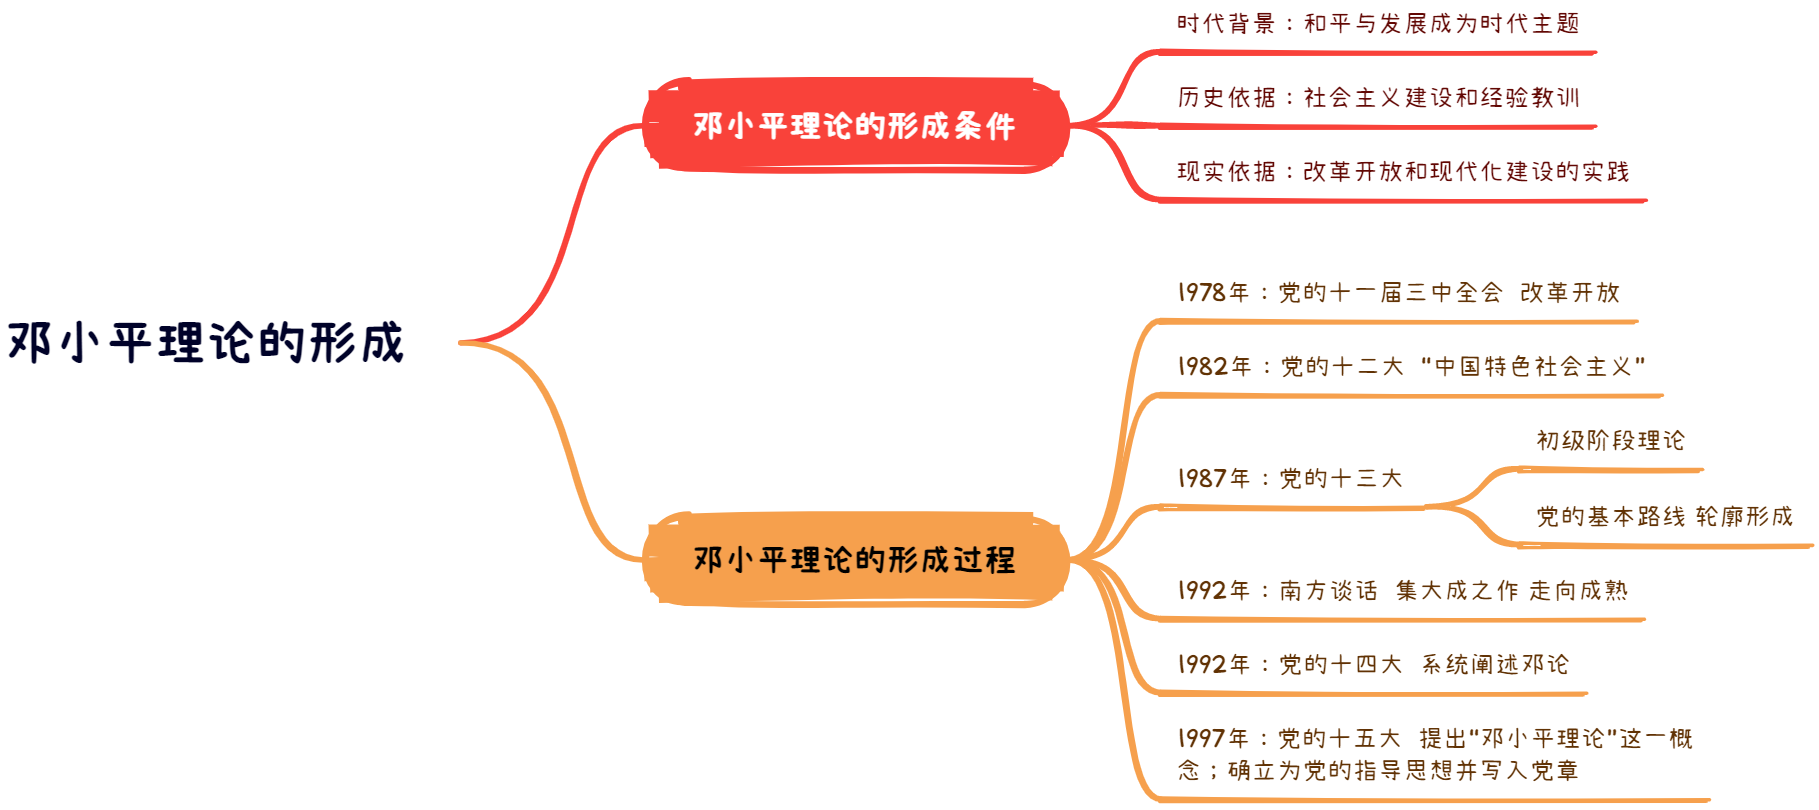 邓小平理论的形成
邓小平理论的形成条件
时代背景：和平与发展成为时代主题
历史依据：社会主义建设和经验教训
现实依据：改革开放和现代化建设的实践
邓小平理论的形成过程
1978年：党的十一届三中全会 改革开放
1982年：党的十二大 "中国特色社会主义"
1987年：党的十三大
初级阶段理论
党的基本路线 轮廓形成
1992年：南方谈话 集大成之作 走向成熟
1992年：党的十四大 系统阐述邓论
1997年：党的十五大 提出"邓小平理论"这一概
念；确立为党的指导思想并写入党章